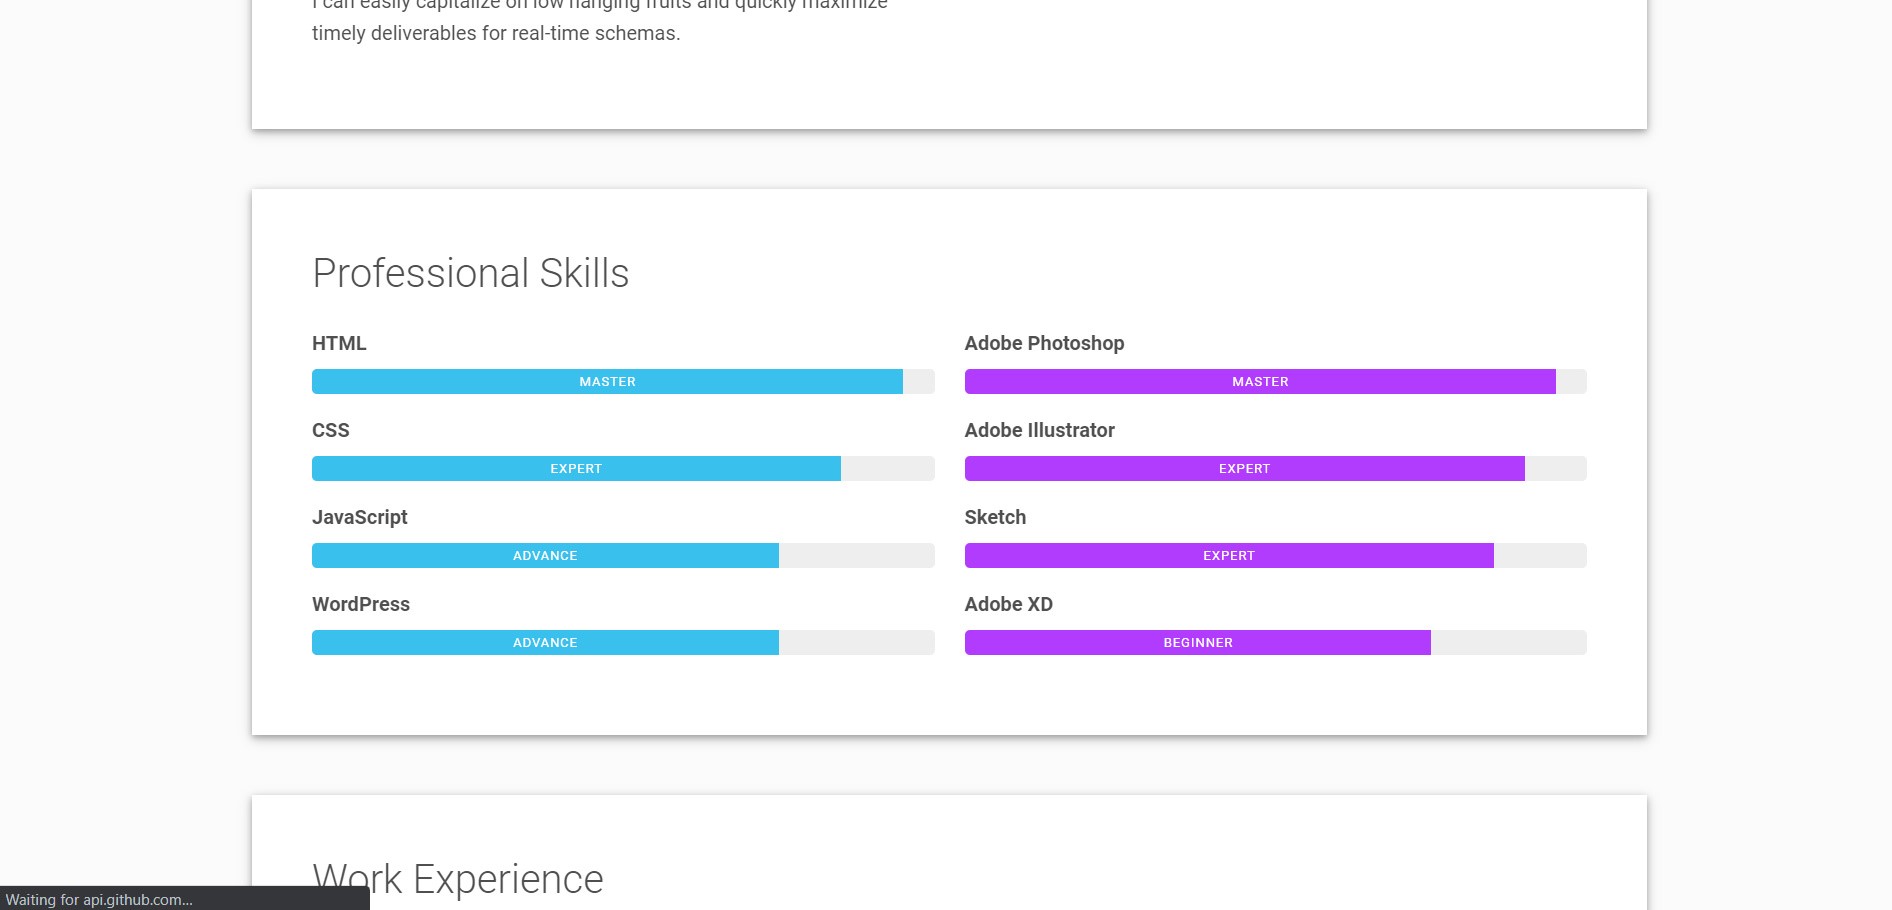 I can easily capitalize on low hanging fruits and quickly maximize
timely deliverables for real-time schemas.
Professional Skills
HTML
MASTER
CSS
EXPERT
JavaScript
ADVANCE
WordPress
ADVANCE
Adobe Photoshop
MASTER
Adobe Illustrator
EXPERT
Sketch
EXPERT
Adobe XD
BEGINNER
Work Experience
Waiting for api.github.com...